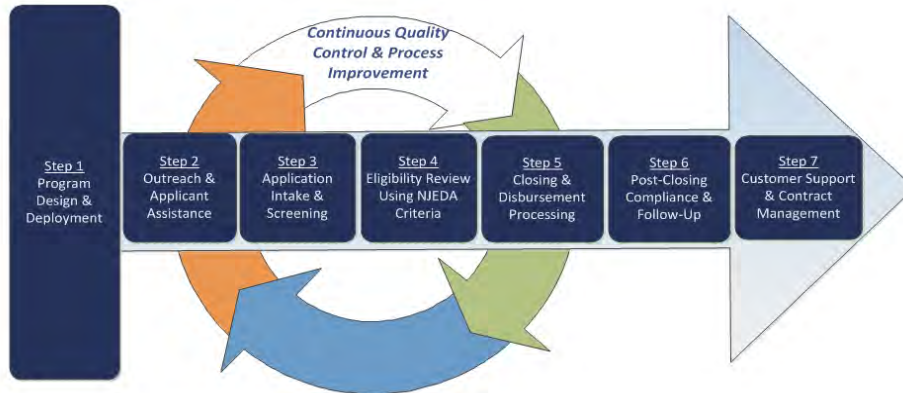 Continuous Quality
Control & Process
Improvement
Step 1
Program
Design &
Deployment
Step 2
Outreach &
Applicant
Assistance
Step 3
Application
Intake &
Screening
Step 4
Eligibility Review
Using NJEDA
Criteria
Step 5
Closing &
Disbursement
Processing
Step 6
Post-Closing
Compliance &
Follow-Up
Step 7
Customer Support
& Contract
Management